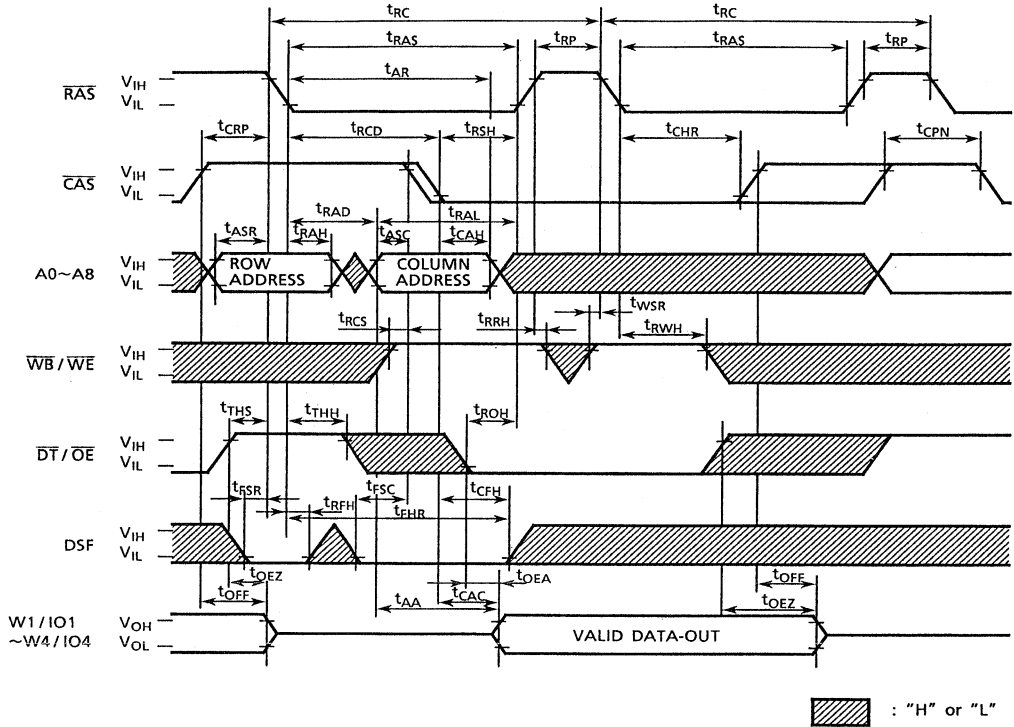 tRC tRC
tRAS tRP tRAS tRP
tAR
RAS VIH
VIL
tCRP tRCD tRSH tCHR tCPN
CAS VIH
VIL
tRAD tRAL
tASR tRAH tASC tCAH
A0~A8 VIH
VIL
ROW ADDRESS COLUMN ADDRESS
tWSR
tRCS tRRH tRWH
WB/WE VIH
VIL
tTHS tTHH tROH
DT/OE VIH
VIL
tFSR tRFH tFSC tCFH
tFHR
DSF VIH
VIL
tOEZ tOEA tOFF
tOFF tAA tCAC tOEZ
W1/IO1 VOH
~W4/IO4 VOL
VALID DATA-OUT
: "H" or "L"